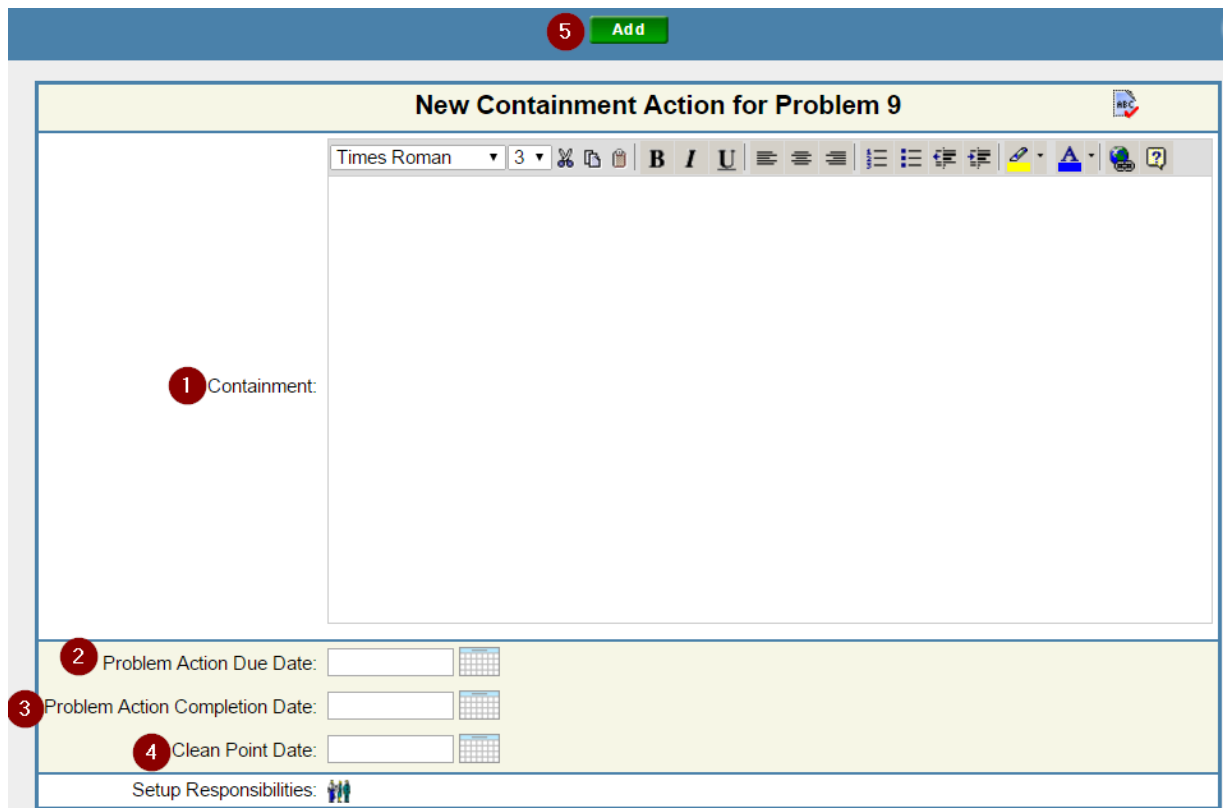 5 Add
New Containment Action for Problem 9 ABC
Times Roman 3 B I U A ?
1 Containment:
2 Problem Action Due Date:
3 Problem Action Completion Date:
4 Clean Point Date:
Setup Responsibilities: